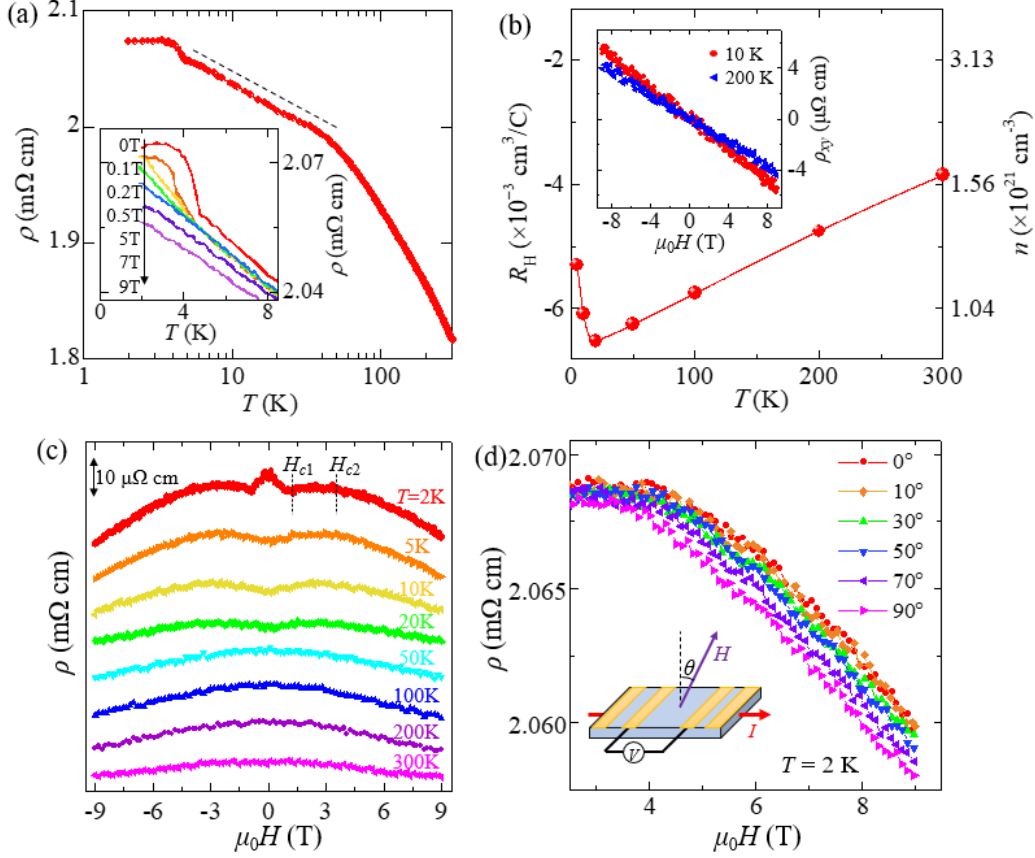 (a)
2.1
2
1.9
1.8
ρ (mΩ cm)
1
10
100
T (K)
0T
0.1T
0.2T
0.5T
5T
7T
9T
2.07
2.04
ρ (mΩ cm)
0
4
8
T (K)
(b)
-2
-4
-6
R_H (×10⁻³ cm³/C)
3.13
1.56
1.04
n (×10²¹ cm⁻³)
0
100
200
300
T (K)
10 K
200 K
4
0
-4
ρxy (μΩ cm)
-8
-4
0
4
8
μ₀H (T)
(c)
10 μΩ cm
H_c1
H_c2
T=2K
5K
10K
20K
50K
100K
200K
300K
ρ (mΩ cm)
-9
-6
-3
0
3
6
9
μ₀H (T)
(d)
2.070
2.065
2.060
ρ (mΩ cm)
0°
10°
30°
50°
70°
90°
θ
H
I
V
T = 2 K
4
6
8
μ₀H (T)